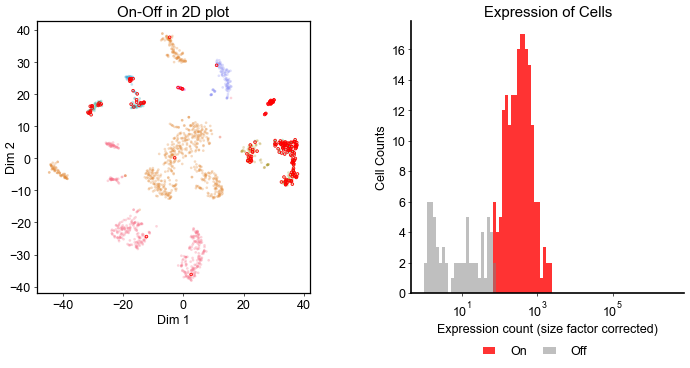 On-Off in 2D plot
40
30
20
10
0
−10
−20
−30
−40
Dim 2
−40 −20 0 20 40
Dim 1
Expression of Cells
16
14
12
10
8
6
4
2
0
Cell Counts
10^1 10^3 10^5
Expression count (size factor corrected)
On Off